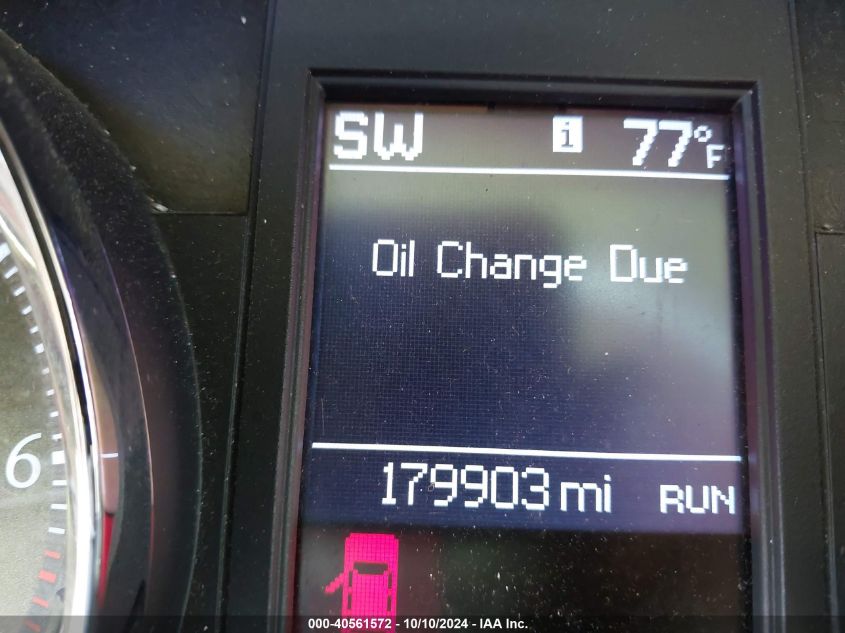 SW i 77°F
Oil Change Due
6
179903 mi RUN
000-40561572 - 10/10/2024 - IAA Inc.